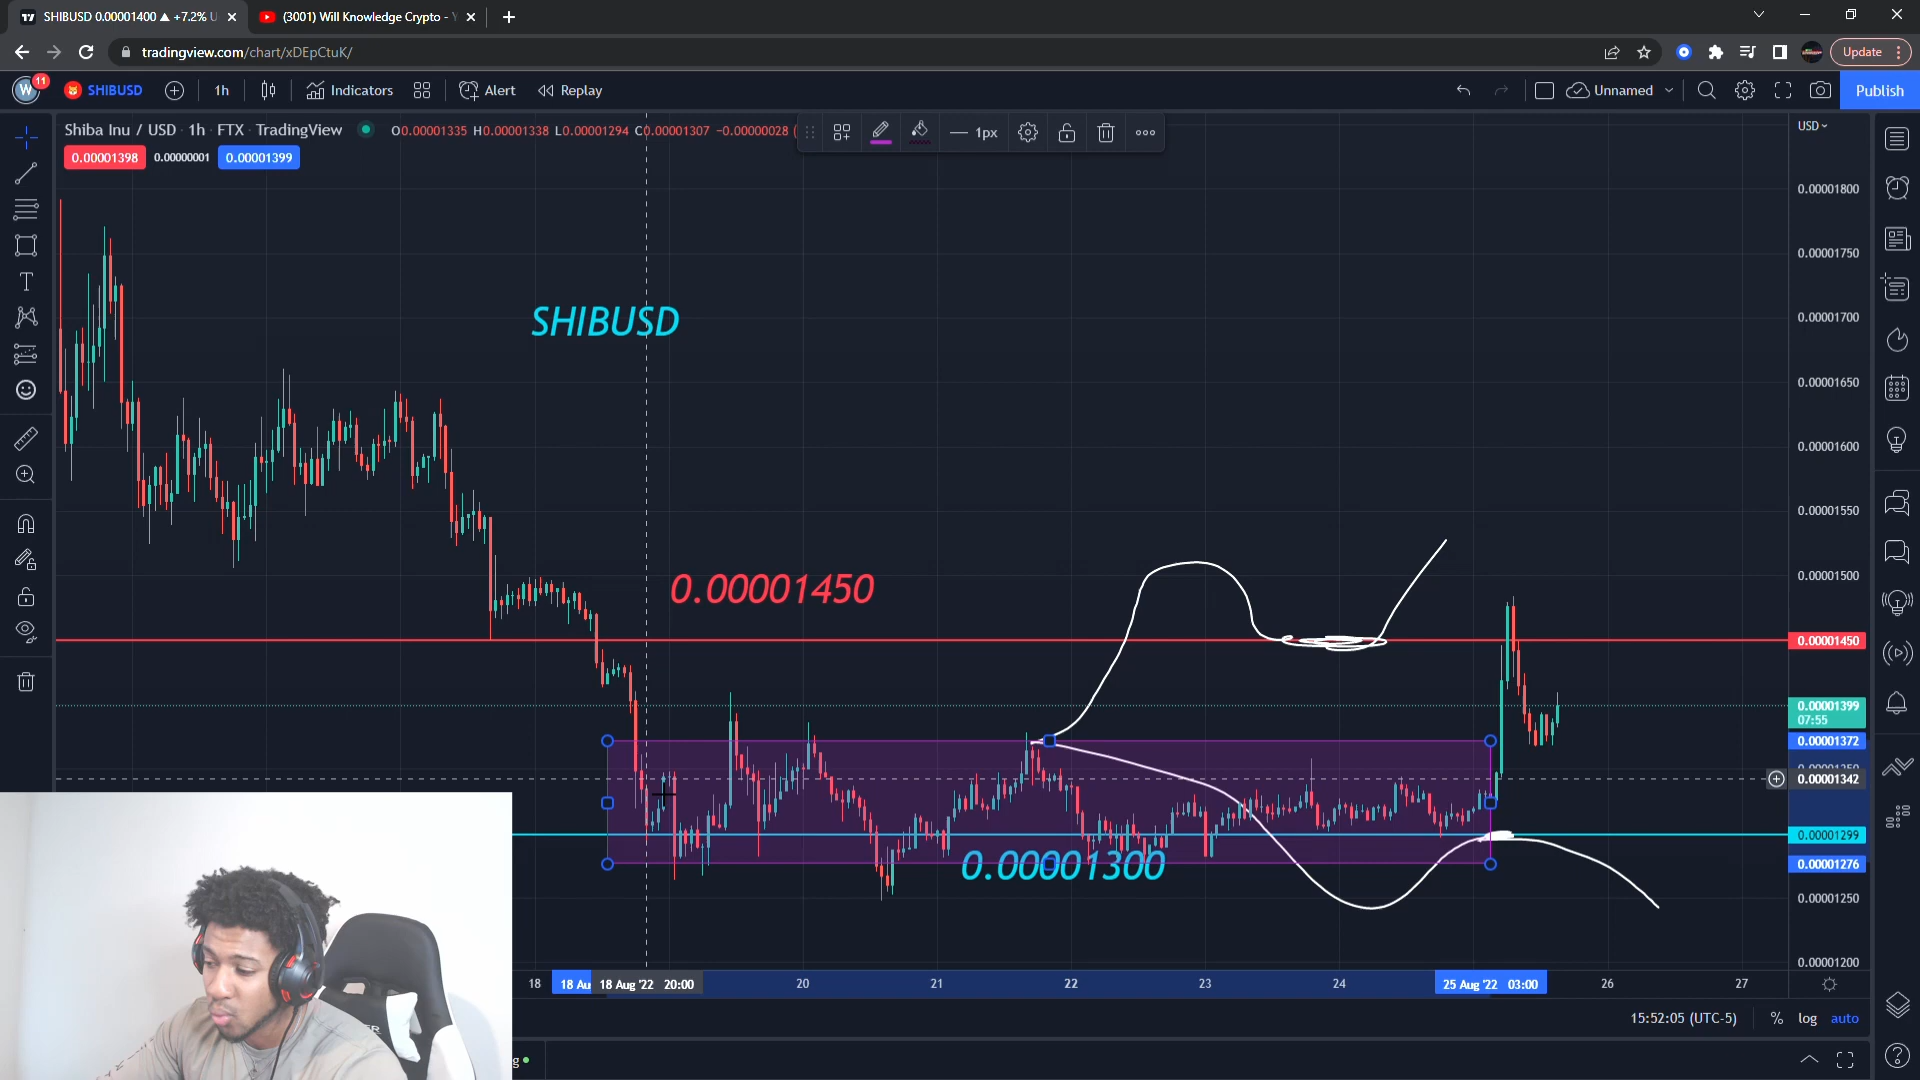 SHIBUSD 0.00001400 ▲ +7.2% U
(3001) Will Knowledge Crypto -
tradingview.com/chart/xDEpCtuK/
Update
W 11
SHIBUSD
1h
Indicators
Alert
Replay
Unnamed
Publish
Shiba Inu / USD · 1h · FTX · TradingView
O0.00001335 H0.00001338 L0.00001294 C0.00001307 -0.00000028 (
1px
USD
0.00001398
0.00000001
0.00001399
0.00001800
0.00001750
SHIBUSD
0.00001700
0.00001650
0.00001600
0.00001550
0.00001450
0.00001500
0.00001450
0.00001399
07:55
0.00001372
0.00001342
0.00001299
0.00001300
0.00001276
0.00001250
0.00001200
18
18 Au
18 Aug '22 20:00
20
21
22
23
24
25 Aug '22 03:00
26
27
15:52:05 (UTC-5)
%
log
auto
g